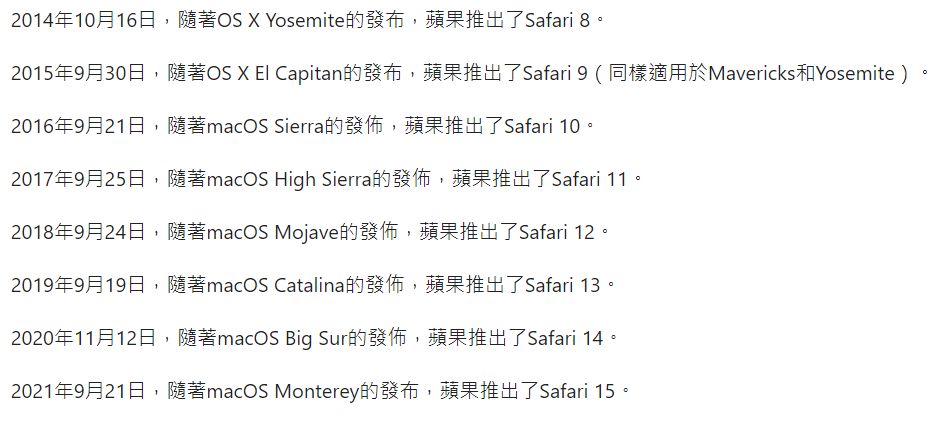 2014年10月16日，隨著OS X Yosemite的發布，蘋果推出了Safari 8。
2015年9月30日，隨著OS X El Capitan的發布，蘋果推出了Safari 9（同樣適用於Mavericks和Yosemite）。
2016年9月21日，隨著macOS Sierra的發佈，蘋果推出了Safari 10。
2017年9月25日，隨著macOS High Sierra的發佈，蘋果推出了Safari 11。
2018年9月24日，隨著macOS Mojave的發佈，蘋果推出了Safari 12。
2019年9月19日，隨著macOS Catalina的發佈，蘋果推出了Safari 13。
2020年11月12日，隨著macOS Big Sur的發佈，蘋果推出了Safari 14。
2021年9月21日，隨著macOS Monterey的發布，蘋果推出了Safari 15。